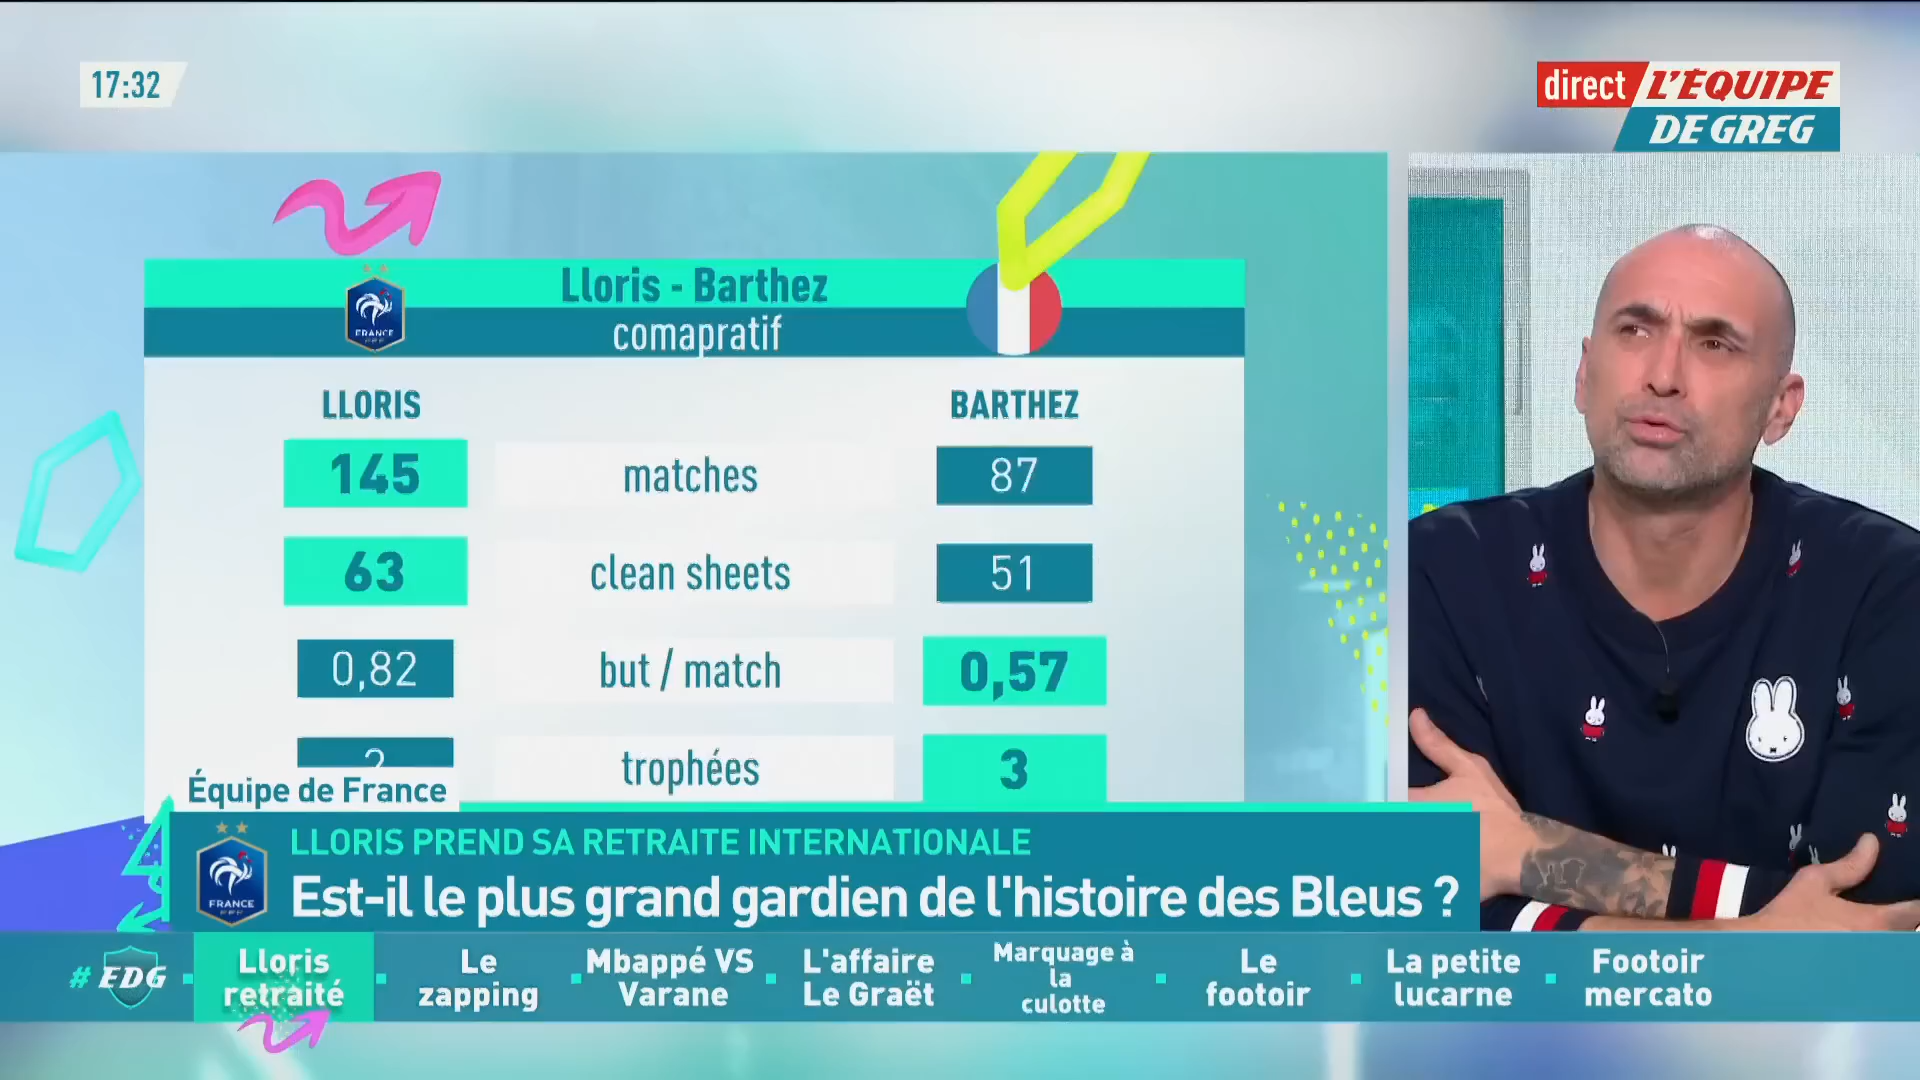 17:32
direct L'ÉQUIPE
DE GREG
Lloris - Barthez
comapratif
FRANCE
LLORIS
BARTHEZ
145 matches 87
63 clean sheets 51
0,82 but / match 0,57
2 trophées 3
Équipe de France
LLORIS PREND SA RETRAITE INTERNATIONALE
Est-il le plus grand gardien de l'histoire des Bleus ?
FRANCE
# EDG
Lloris
retraité
Le
zapping
Mbappé VS
Varane
L'affaire
Le Graët
Marquage à
la
culotte
Le
footoir
La petite
lucarne
Footoir
mercato